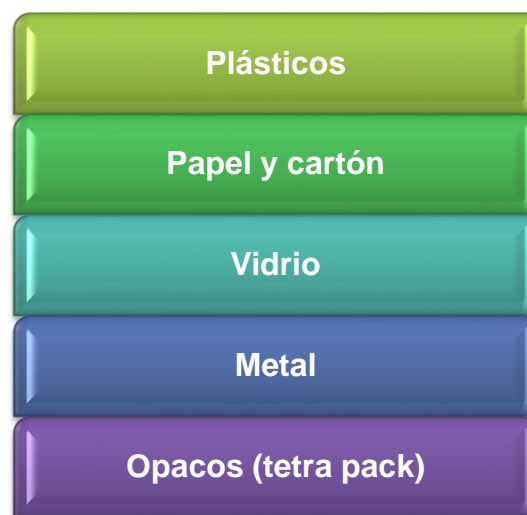 Plásticos
Papel y cartón
Vidrio
Metal
Opacos (tetra pack)